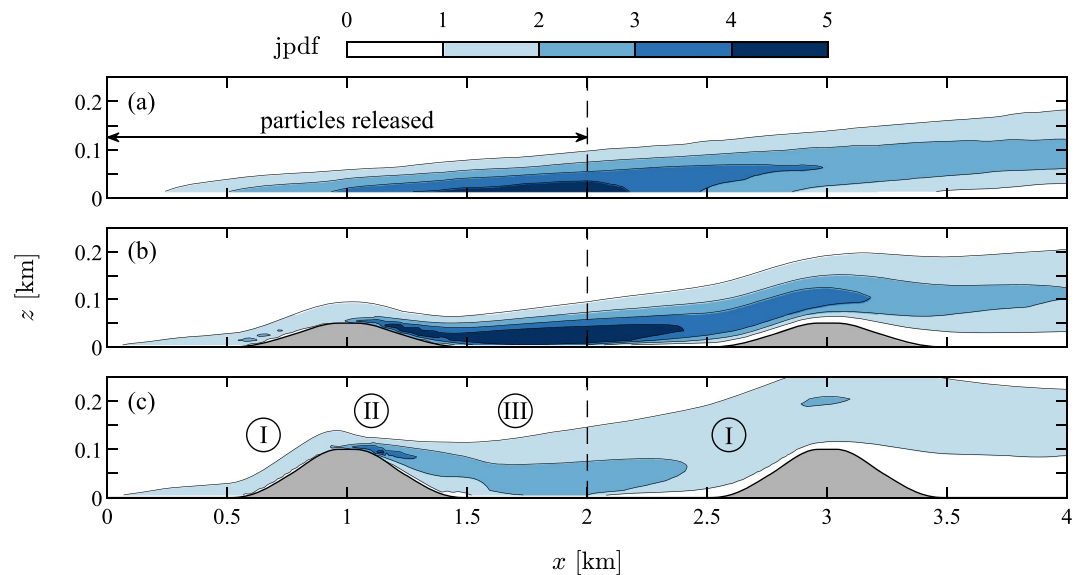 0 1 2 3 4 5
jpdf
(a)
particles released
0.2
0.1
0
(b)
0.2
0.1
0
z [km]
(c)
I II III I
0.2
0.1
0
0 0.5 1 1.5 2 2.5 3 3.5 4
x [km]